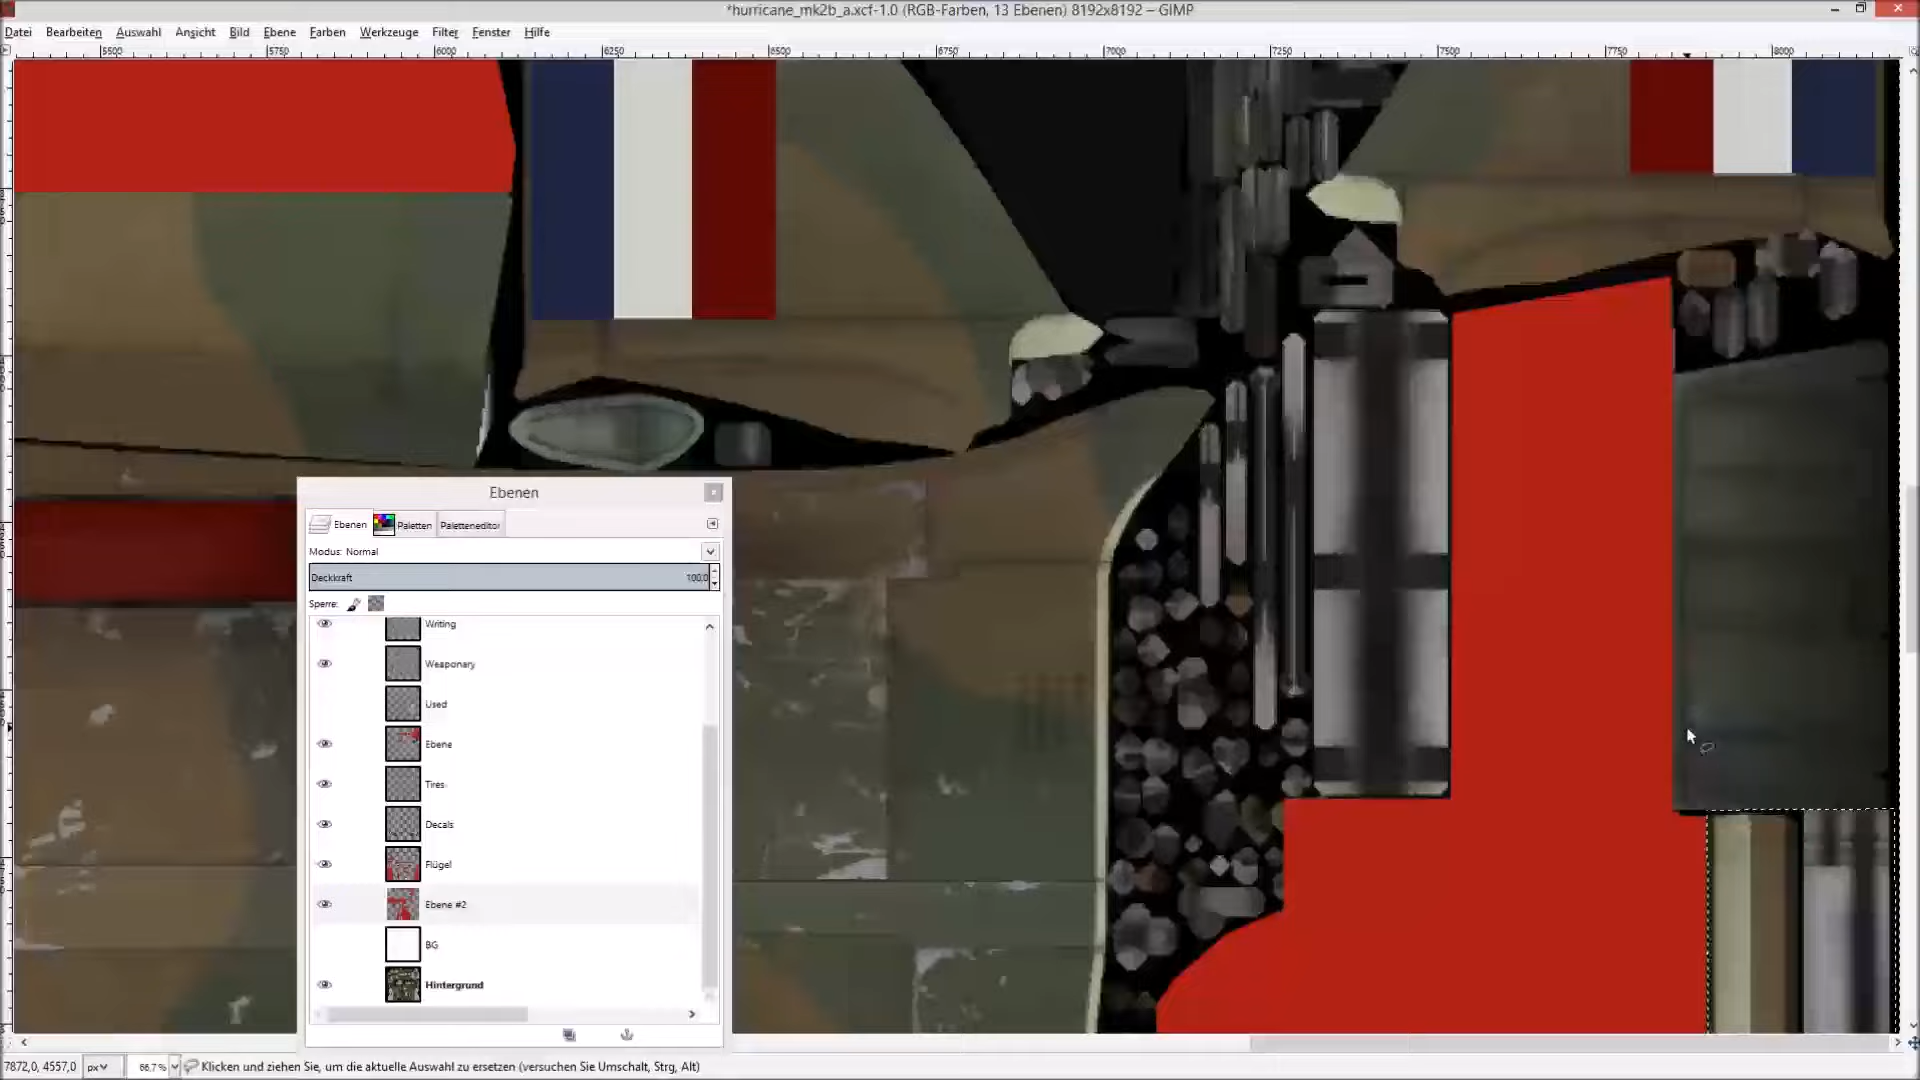 *hurricane_mk2b_a.xcf-1.0 (RGB-Farben, 13 Ebenen) 8192x8192 – GIMP
Datei Bearbeiten Auswahl Ansicht Bild Ebene Farben Werkzeuge Filter Fenster Hilfe
5500 5750 6000 6250 6500 6750 7000 7250 7500 7750 8000
Ebenen
Ebenen Paletten Paletteneditor
Modus: Normal
Deckkraft 100,0
Sperre:
Writing
Weaponary
Used
Ebene
Tires
Decals
Flügel
Ebene #2
BG
Hintergrund
7872,0, 4557,0 px 66,7 % Klicken und ziehen Sie, um die aktuelle Auswahl zu ersetzen (versuchen Sie Umschalt, Strg, Alt)